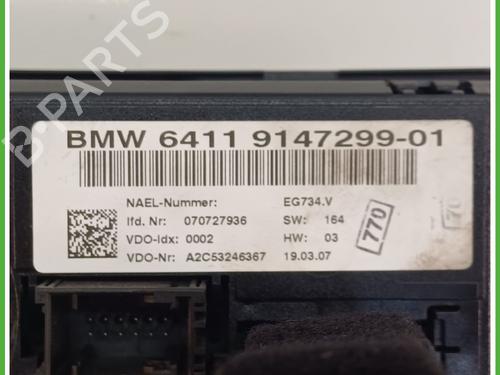 B-PARTS
BMW 6411 9147299-01
NAEL-Nummer: EG734.V
lfd. Nr: 070727936 SW: 164
VDO-Idx: 0002 HW: 03
VDO-Nr: A2C53246367 19.03.07
770
70